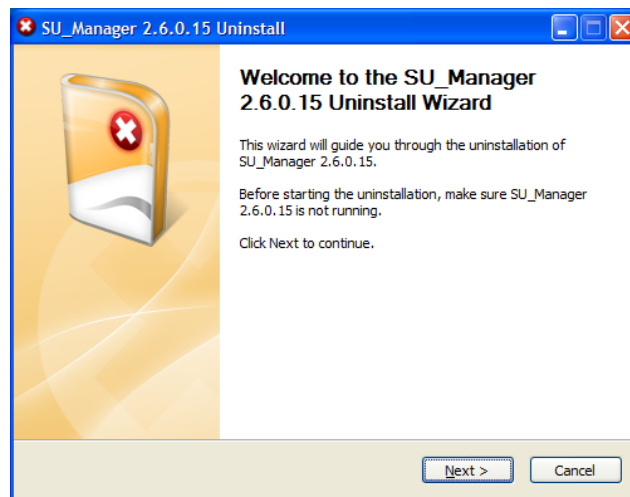 SU_Manager 2.6.0.15 Uninstall
Welcome to the SU_Manager
2.6.0.15 Uninstall Wizard
This wizard will guide you through the uninstallation of
SU_Manager 2.6.0.15.
Before starting the uninstallation, make sure SU_Manager
2.6.0.15 is not running.
Click Next to continue.
Next >
Cancel